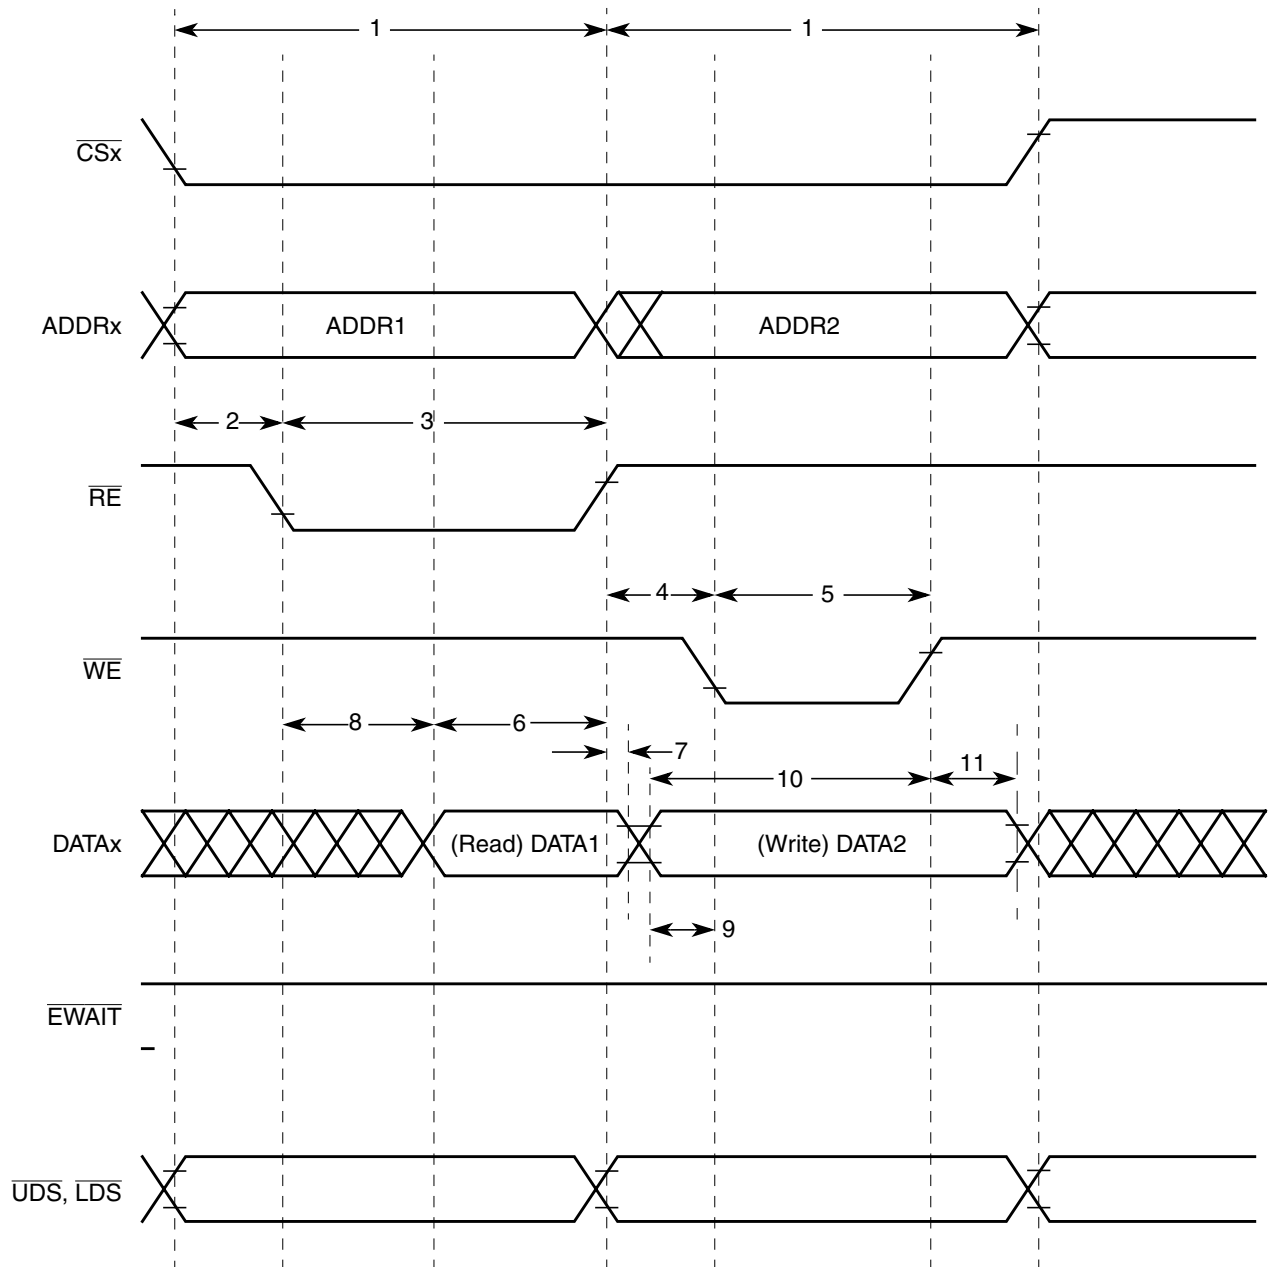 1 1
CSx
ADDRx ADDR1 ADDR2
2 3
RE
4 5
WE
8 6
7
10 11
DATAx (Read) DATA1 (Write) DATA2
9
EWAIT
UDS, LDS